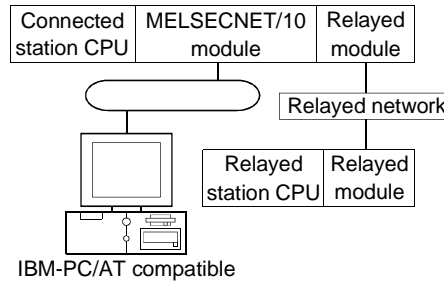 Connected
station CPU
MELSECNET/10
module
Relayed
module
Relayed network
Relayed
station CPU
Relayed
module
IBM-PC/AT compatible